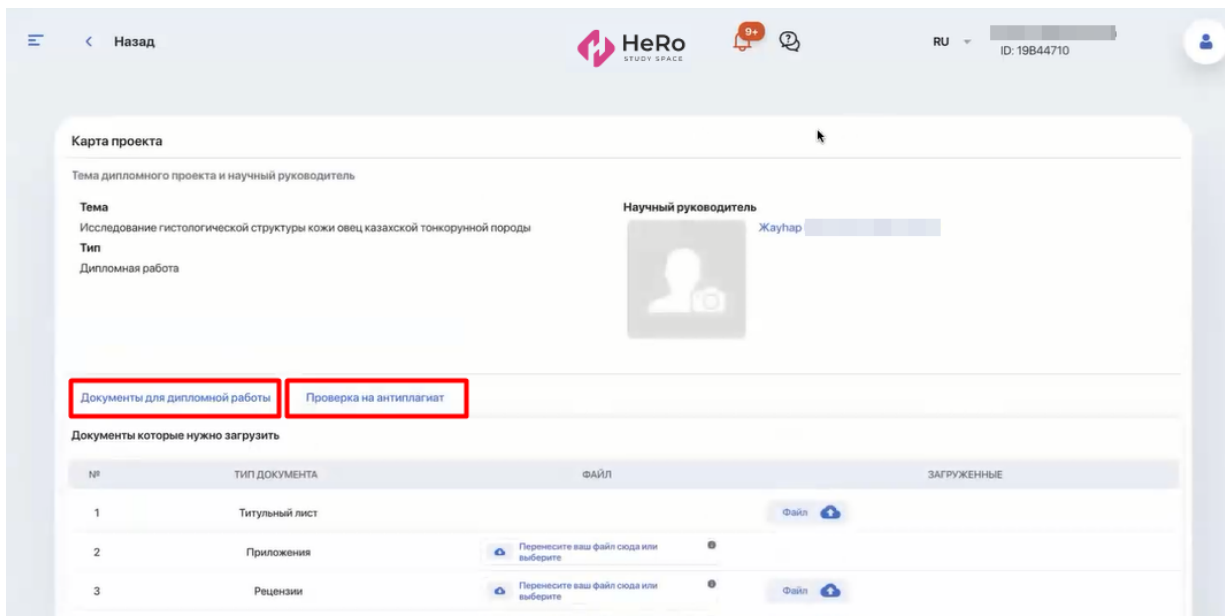 Назад
HeRo
STUDY SPACE
9+
RU
ID: 19B44710
Карта проекта
Тема дипломного проекта и научный руководитель
Тема
Исследование гистологической структуры кожи овец казахской тонкорунной породы
Тип
Дипломная работа
Научный руководитель
Жауһар
Документы для дипломной работы
Проверка на антиплагиат
Документы которые нужно загрузить
№ ТИП ДОКУМЕНТА ФАЙЛ ЗАГРУЖЕННЫЕ
1 Титульный лист Файл
2 Приложения Перенесите ваш файл сюда или
выберите
3 Рецензии Перенесите ваш файл сюда или
выберите Файл